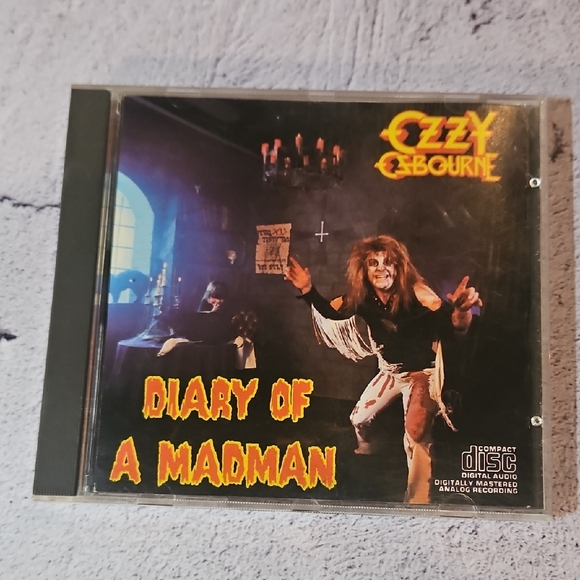 OZZY
OSBOURNE
DIARY OF
A MADMAN
COMPACT
disc
DIGITAL AUDIO
DIGITALLY MASTERED
ANALOG RECORDING